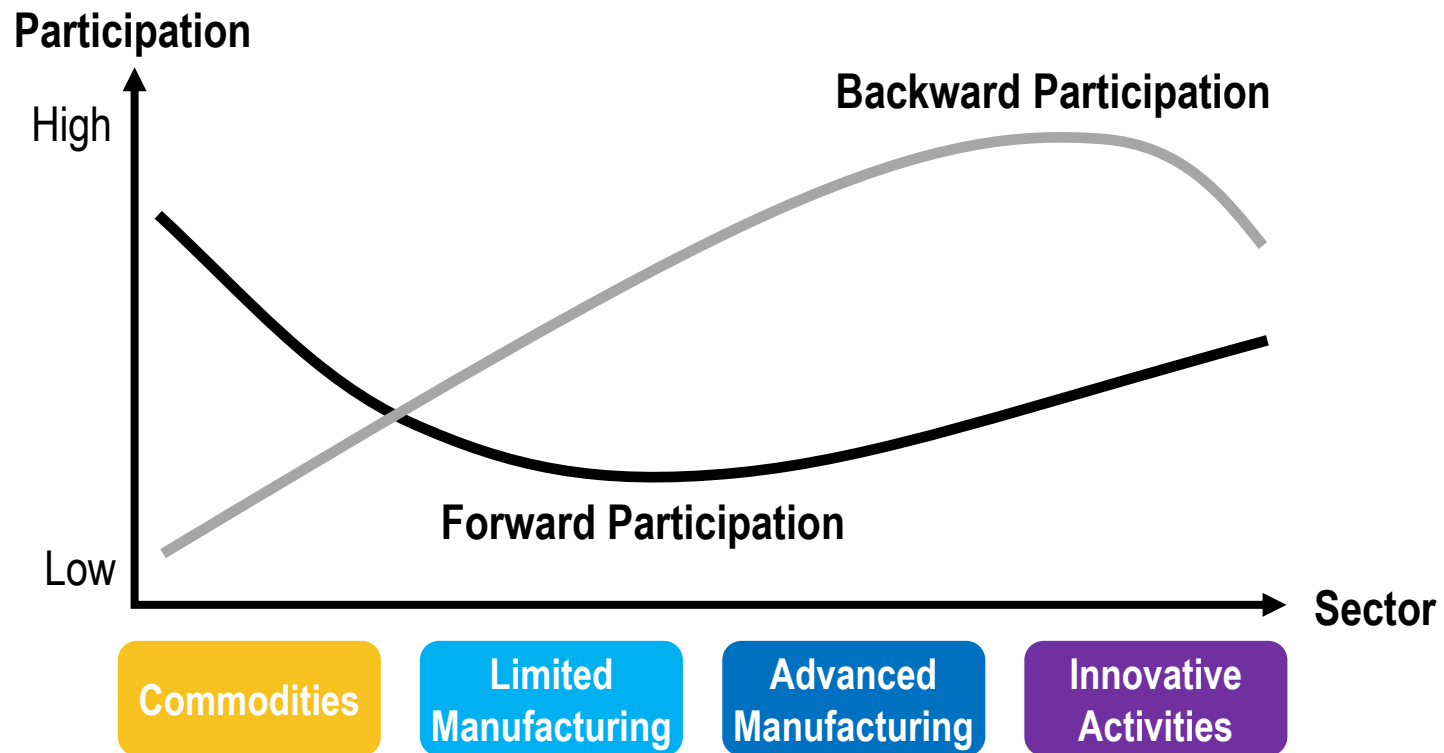 Participation
High
Backward Participation
Forward Participation
Low
Sector
Commodities
Limited
Manufacturing
Advanced
Manufacturing
Innovative
Activities